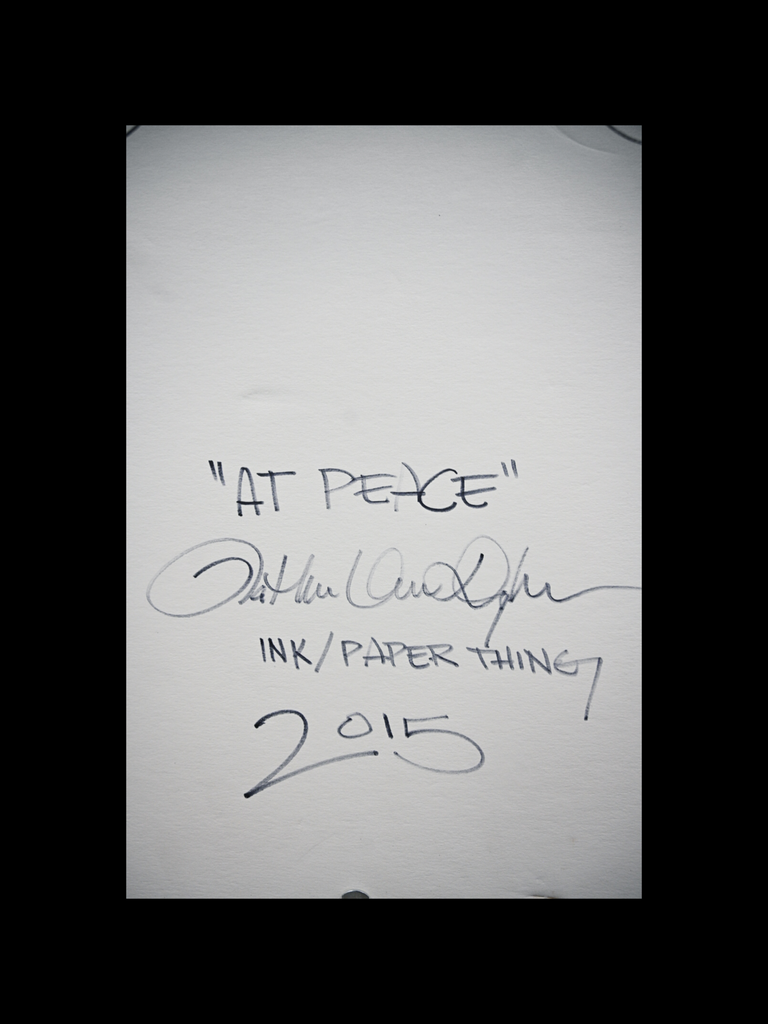 "AT PEACE"
INK/PAPER THING
2015